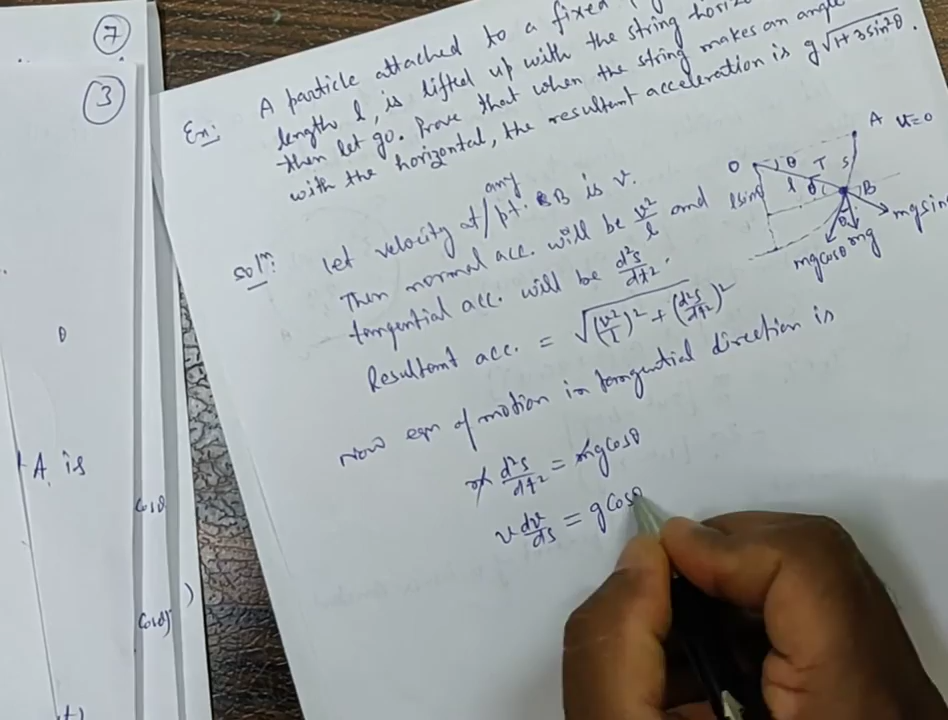 7
3
Ex:
A particle attached to a fixed
length l, is lifted up with the string
then let go. Prove that when the string makes an angle
with the horizontal, the resultant acceleration is g√1+3sin²θ.
A u=0
O θ T S
l B
mg sin
mg cosθ mg
Solⁿ:
Let velocity at any pt. B is v.
Then normal acc. will be v²/l and
tangential acc. will be d²s/dt².
Resultant acc. = √(v²/l)² + (d²s/dt²)²
Now eqn of motion in tangential direction is
m d²s/dt² = mg cosθ
v dv/ds = g cosθ
θ
A, is
cosθ
cosθ)
)
t)